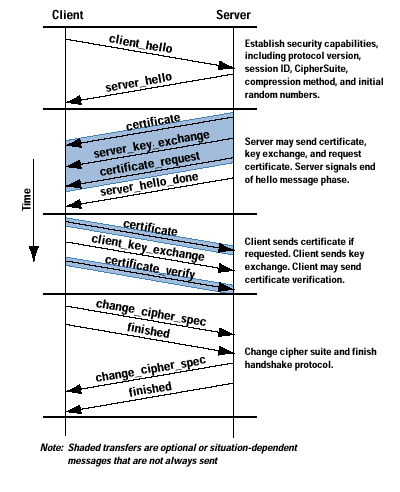 Client
Server
client_hello
server_hello
Establish security capabilities,
including protocol version,
session ID, CipherSuite,
compression method, and initial
random numbers.
certificate
server_key_exchange
certificate_request
server_hello_done
Server may send certificate,
key exchange, and request
certificate. Server signals end
of hello message phase.
Time
certificate
client_key_exchange
certificate_verify
Client sends certificate if
requested. Client sends key
exchange. Client may send
certificate verification.
change_cipher_spec
finished
change_cipher_spec
finished
Change cipher suite and finish
handshake protocol.
Note: Shaded transfers are optional or situation-dependent
messages that are not always sent